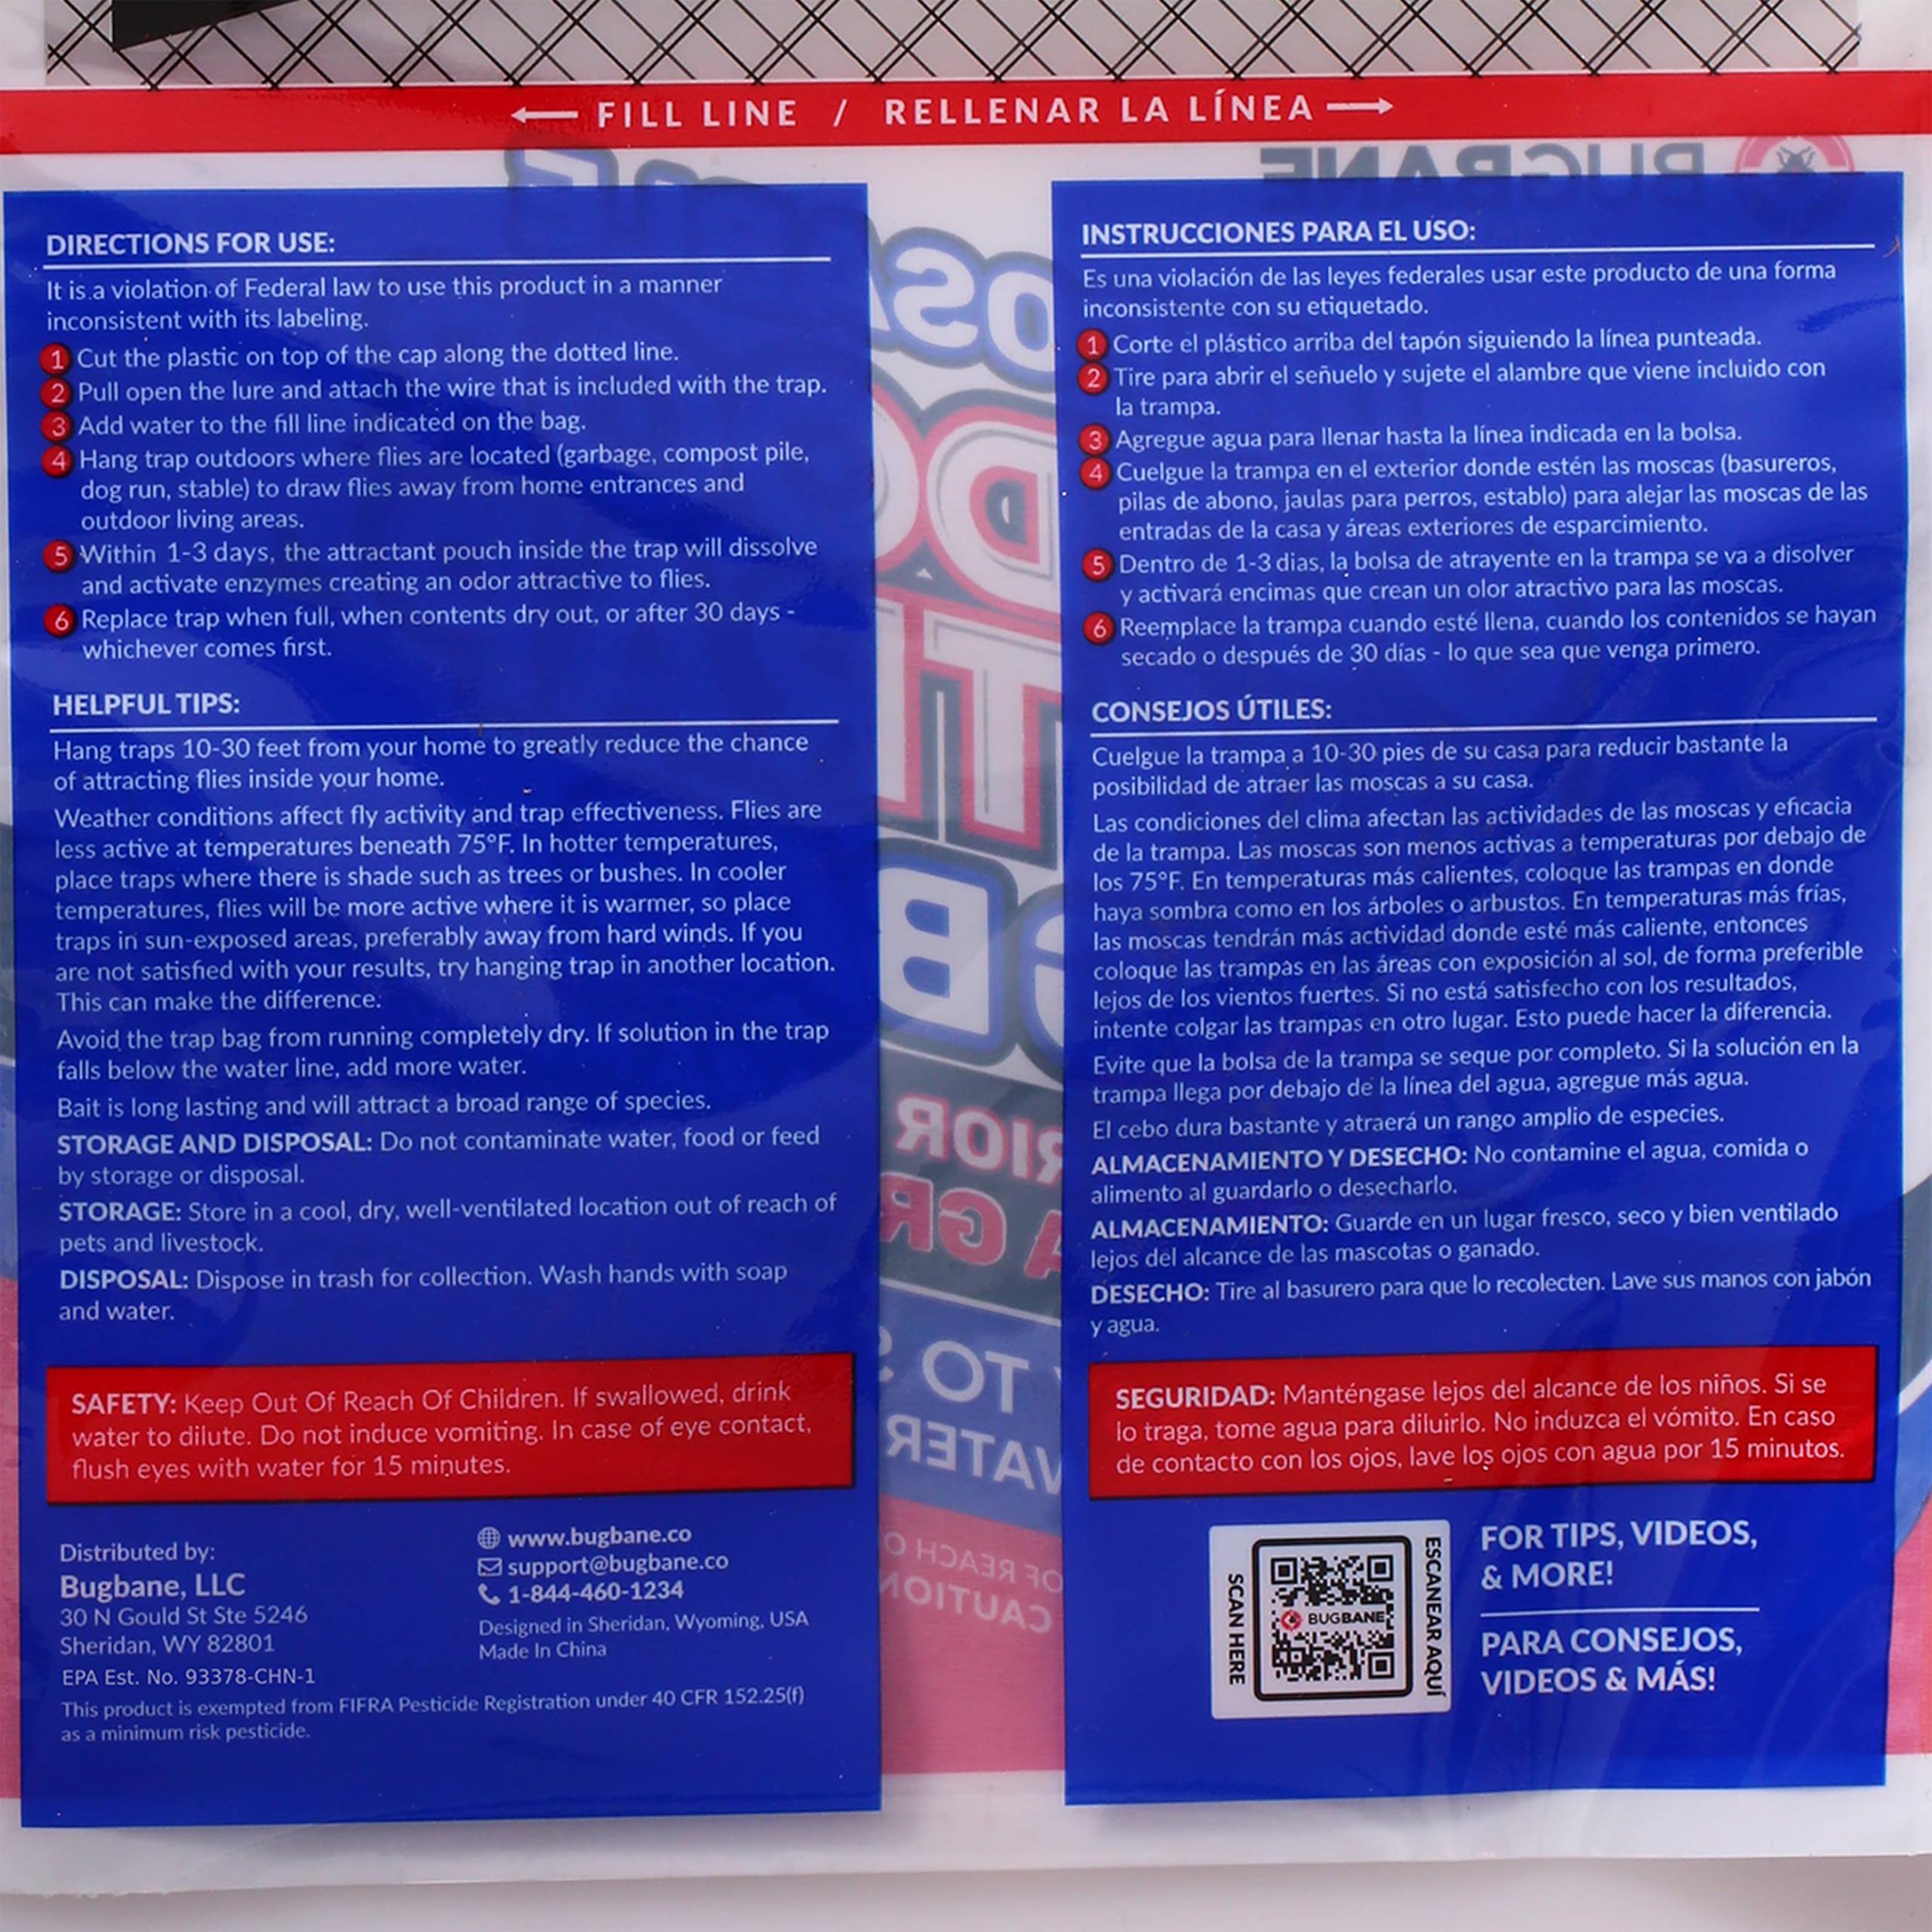 ← FILL LINE / RELLENAR LA LÍNEA →
BUGBANE
DIRECTIONS FOR USE:
It is a violation of Federal law to use this product in a manner
inconsistent with its labeling.
1 Cut the plastic on top of the cap along the dotted line.
2 Pull open the lure and attach the wire that is included with the trap.
3 Add water to the fill line indicated on the bag.
4 Hang trap outdoors where flies are located (garbage, compost pile,
dog run, stable) to draw flies away from home entrances and
outdoor living areas.
5 Within 1-3 days, the attractant pouch inside the trap will dissolve
and activate enzymes creating an odor attractive to flies.
6 Replace trap when full, when contents dry out, or after 30 days -
whichever comes first.
HELPFUL TIPS:
Hang traps 10-30 feet from your home to greatly reduce the chance
of attracting flies inside your home.
Weather conditions affect fly activity and trap effectiveness. Flies are
less active at temperatures beneath 75°F. In hotter temperatures,
place traps where there is shade such as trees or bushes. In cooler
temperatures, flies will be more active where it is warmer, so place
traps in sun-exposed areas, preferably away from hard winds. If you
are not satisfied with your results, try hanging trap in another location.
This can make the difference.
Avoid the trap bag from running completely dry. If solution in the trap
falls below the water line, add more water.
Bait is long lasting and will attract a broad range of species.
STORAGE AND DISPOSAL: Do not contaminate water, food or feed
by storage or disposal.
STORAGE: Store in a cool, dry, well-ventilated location out of reach of
pets and livestock.
DISPOSAL: Dispose in trash for collection. Wash hands with soap
and water.
SAFETY: Keep Out Of Reach Of Children. If swallowed, drink
water to dilute. Do not induce vomiting. In case of eye contact,
flush eyes with water for 15 minutes.
Distributed by:
Bugbane, LLC
30 N Gould St Ste 5246
Sheridan, WY 82801
EPA Est. No. 93378-CHN-1
www.bugbane.co
support@bugbane.co
1-844-460-1234
Designed in Sheridan, Wyoming, USA
Made In China
This product is exempted from FIFRA Pesticide Registration under 40 CFR 152.25(f)
as a minimum risk pesticide.
INSTRUCCIONES PARA EL USO:
Es una violación de las leyes federales usar este producto de una forma
inconsistente con su etiquetado.
1 Corte el plástico arriba del tapón siguiendo la línea punteada.
2 Tire para abrir el señuelo y sujete el alambre que viene incluido con
la trampa.
3 Agregue agua para llenar hasta la línea indicada en la bolsa.
4 Cuelgue la trampa en el exterior donde estén las moscas (basureros,
pilas de abono, jaulas para perros, establo) para alejar las moscas de las
entradas de la casa y áreas exteriores de esparcimiento.
5 Dentro de 1-3 dias, la bolsa de atrayente en la trampa se va a disolver
y activará encimas que crean un olor atractivo para las moscas.
6 Reemplace la trampa cuando esté llena, cuando los contenidos se hayan
secado o después de 30 días - lo que sea que venga primero.
CONSEJOS ÚTILES:
Cuelgue la trampa a 10-30 pies de su casa para reducir bastante la
posibilidad de atraer las moscas a su casa.
Las condiciones del clima afectan las actividades de las moscas y eficacia
de la trampa. Las moscas son menos activas a temperaturas por debajo de
los 75°F. En temperaturas más calientes, coloque las trampas en donde
haya sombra como en los árboles o arbustos. En temperaturas más frías,
las moscas tendrán más actividad donde esté más caliente, entonces
coloque las trampas en las áreas con exposición al sol, de forma preferible
lejos de los vientos fuertes. Si no está satisfecho con los resultados,
intente colgar las trampas en otro lugar. Esto puede hacer la diferencia.
Evite que la bolsa de la trampa se seque por completo. Si la solución en la
trampa llega por debajo de la línea del agua, agregue más agua.
El cebo dura bastante y atraerá un rango amplio de especies.
ALMACENAMIENTO Y DESECHO: No contamine el agua, comida o
alimento al guardarlo o desecharlo.
ALMACENAMIENTO: Guarde en un lugar fresco, seco y bien ventilado
lejos del alcance de las mascotas o ganado.
DESECHO: Tire al basurero para que lo recolecten. Lave sus manos con jabón
y agua.
SEGURIDAD: Manténgase lejos del alcance de los niños. Si se
lo traga, tome agua para diluirlo. No induzca el vómito. En caso
de contacto con los ojos, lave los ojos con agua por 15 minutos.
SCAN HERE
BUGBANE
ESCANEAR AQUÍ
FOR TIPS, VIDEOS,
& MORE!
PARA CONSEJOS,
VIDEOS & MÁS!